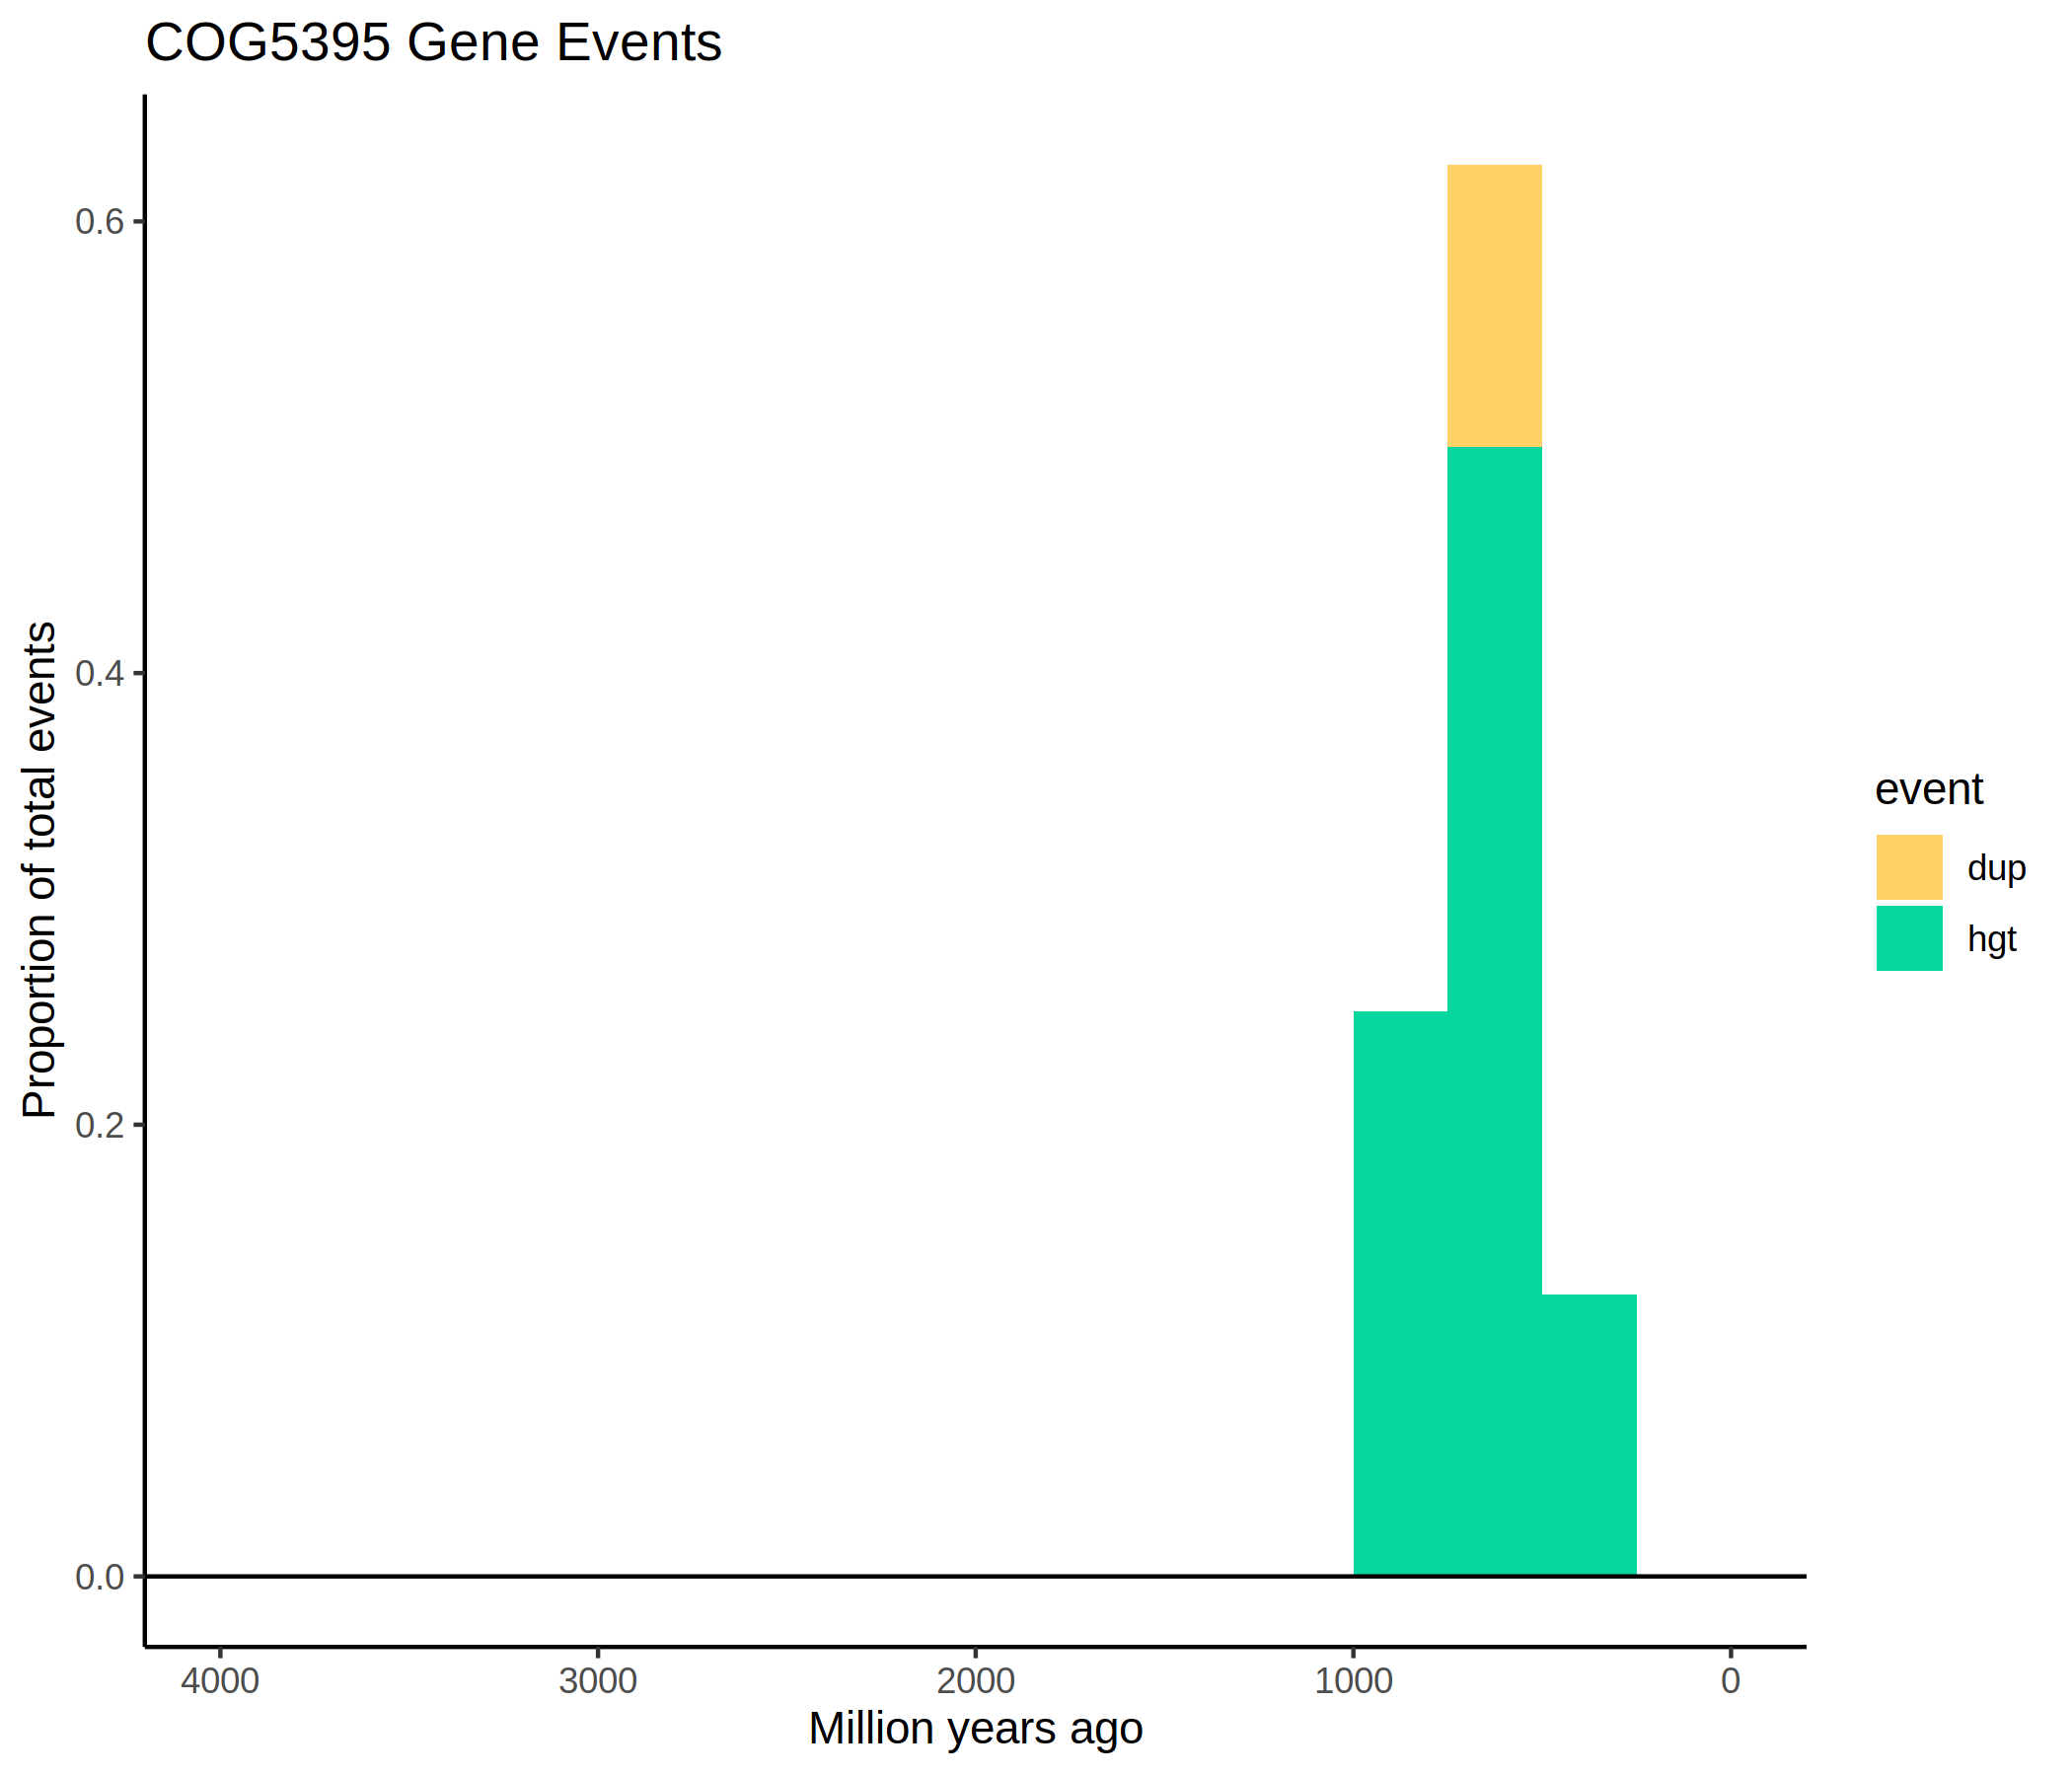 COG5395 Gene Events
Proportion of total events
0.6
0.4
0.2
0.0
4000 3000 2000 1000 0
Million years ago
event
dup
hgt